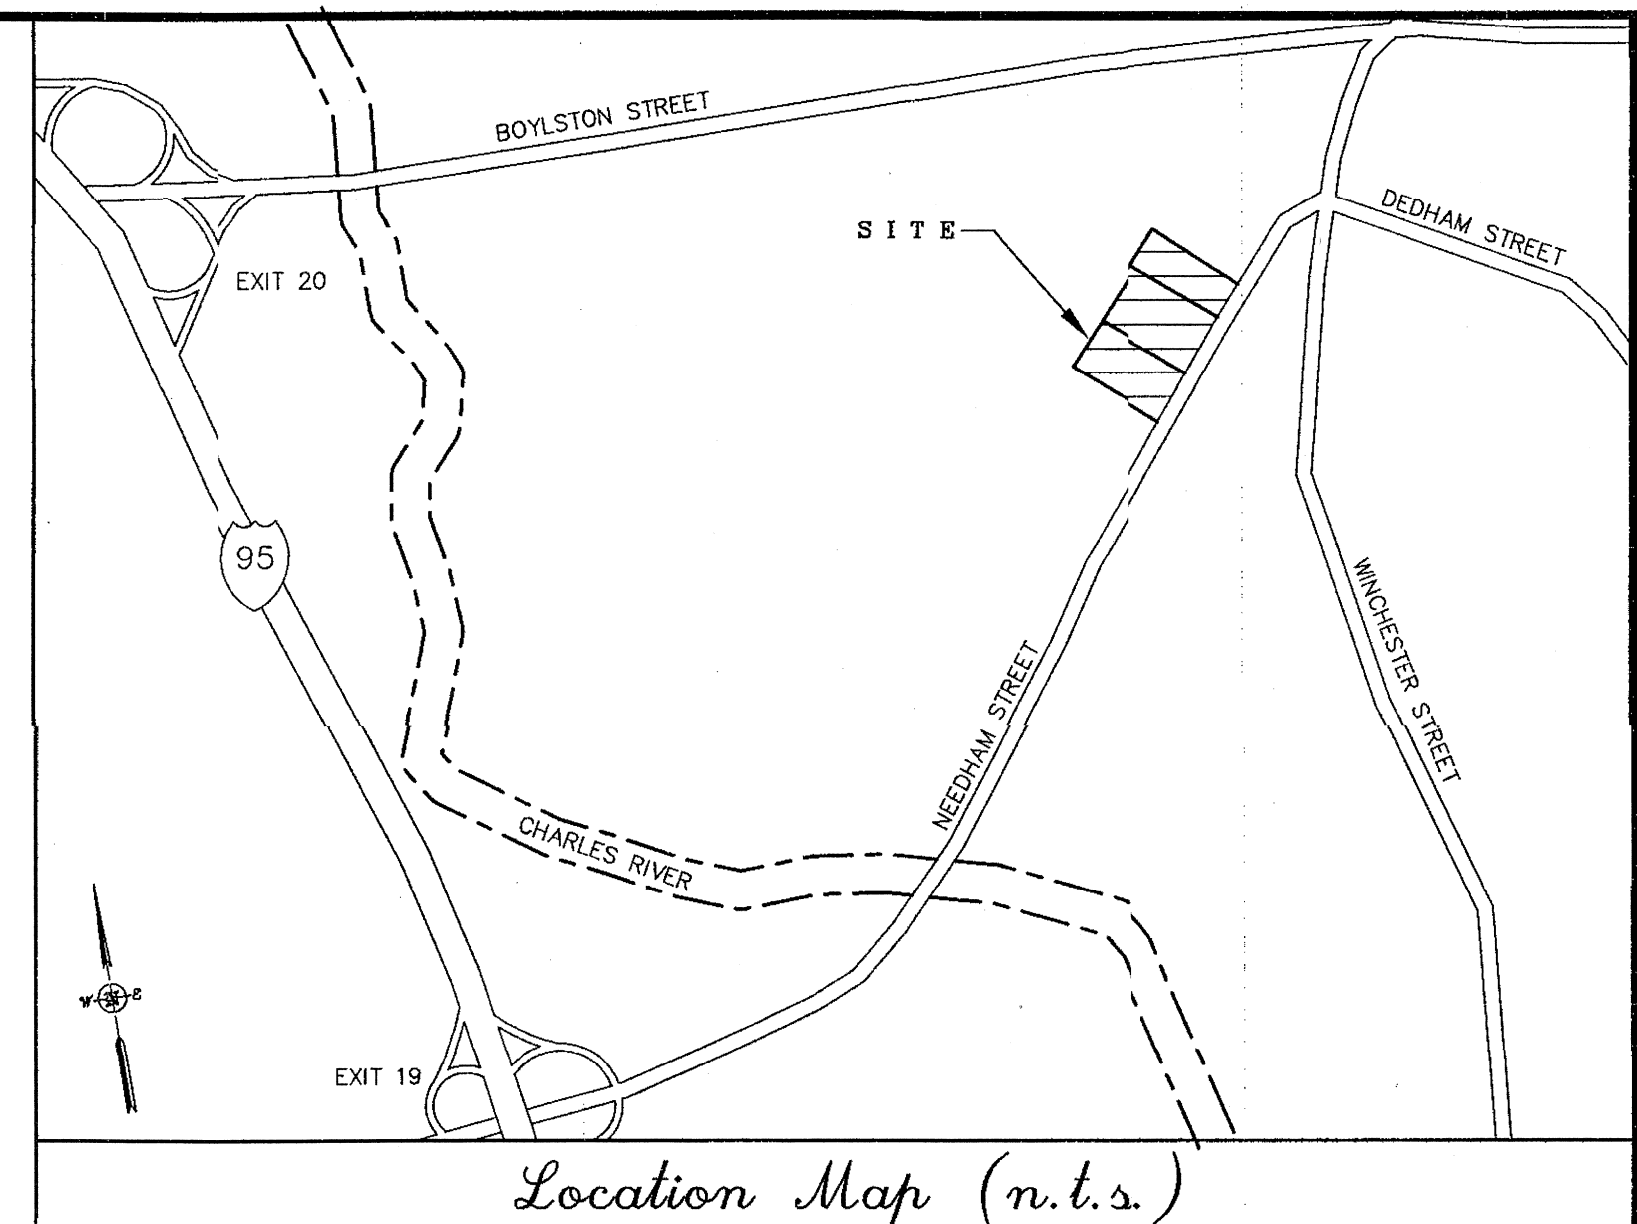 BOYLSTON STREET
DEDHAM STREET
SITE
EXIT 20
95
WINCHESTER STREET
NEEDHAM STREET
CHARLES RIVER
W N E
EXIT 19
Location Map (n.t.s.)